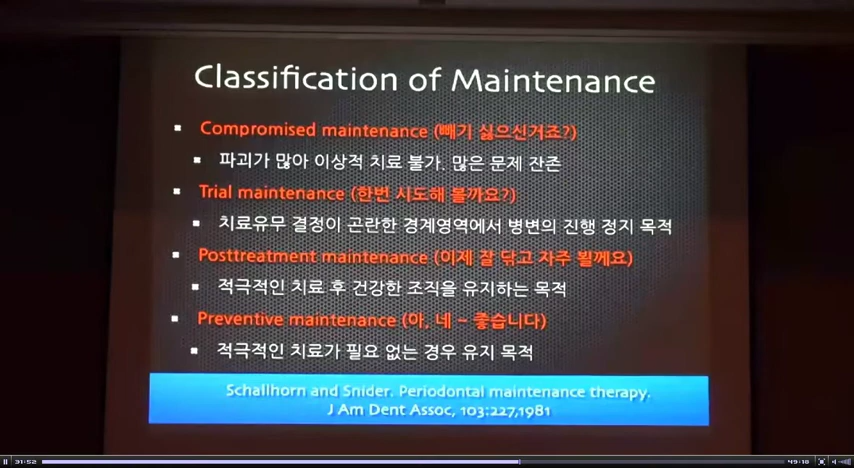 Classification of Maintenance
▪ Compromised maintenance (빼기 싫으신거죠?)
▪ 파괴가 많아 이상적 치료 불가. 많은 문제 잔존
▪ Trial maintenance (한번 시도해 볼까요?)
▪ 치료유무 결정이 곤란한 경계영역에서 병변의 진행 정지 목적
▪ Posttreatment maintenance (이제 잘 닦고 자주 뵐께요)
▪ 적극적인 치료 후 건강한 조직을 유지하는 목적
▪ Preventive maintenance (아, 네 – 좋습니다)
▪ 적극적인 치료가 필요 없는 경우 유지 목적
Schallhorn and Snider. Periodontal maintenance therapy.
J Am Dent Assoc, 103:227,1981
31:52
49:18